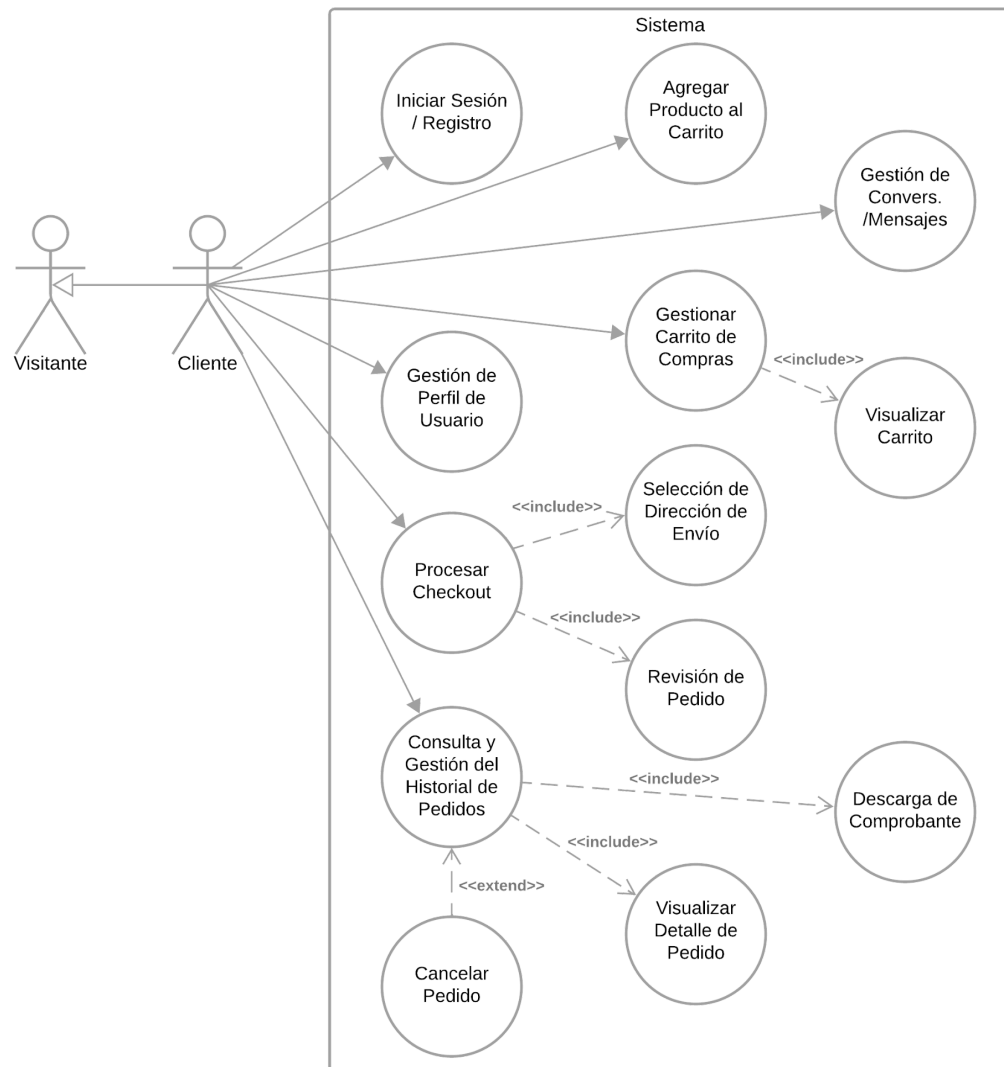 Sistema
Iniciar Sesión
/ Registro
Agregar
Producto al
Carrito
Gestión de
Convers.
/Mensajes
Visitante
Cliente
Gestionar
Carrito de
Compras
<<include>>
Gestión de
Perfil de
Usuario
Visualizar
Carrito
Selección de
Dirección de
Envío
<<include>>
Procesar
Checkout
<<include>>
Revisión de
Pedido
Consulta y
Gestión del
Historial de
Pedidos
<<include>>
Descarga de
Comprobante
<<include>>
<<extend>>
Visualizar
Detalle de
Pedido
Cancelar
Pedido